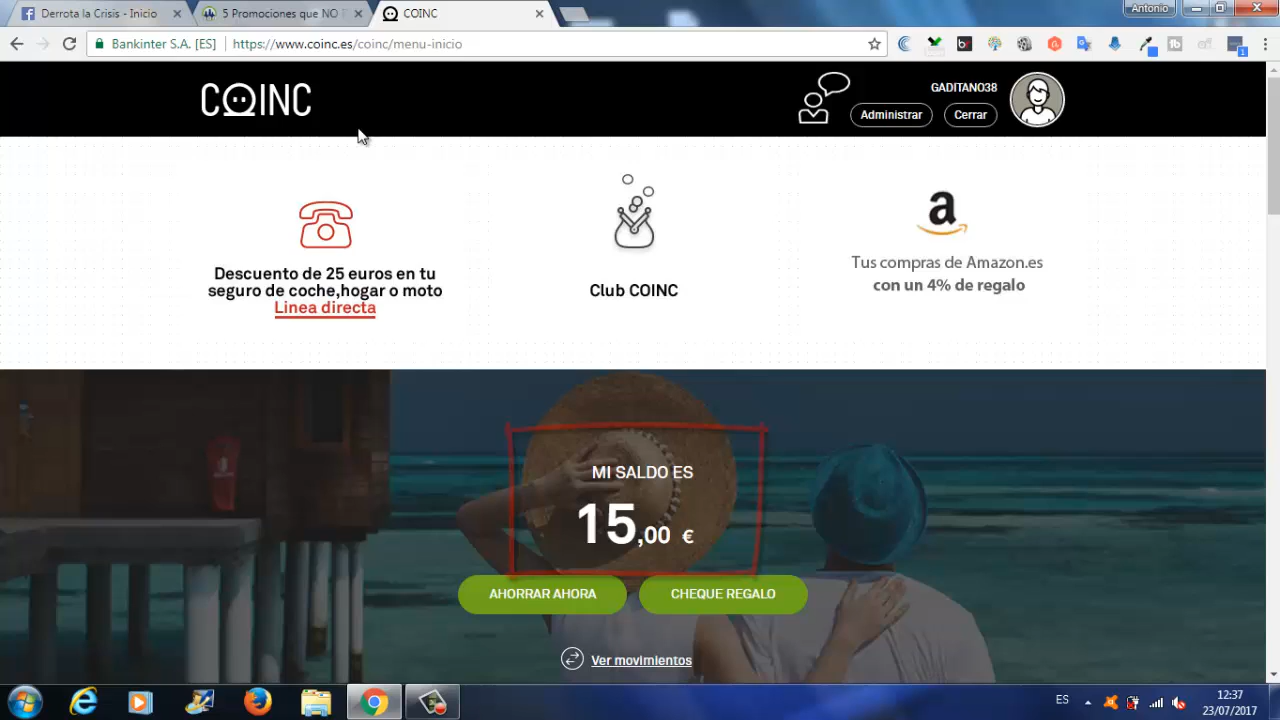 Derrota la Crisis - Inicio
5 Promociones que NO
COINC
Antonio
Bankinter S.A. [ES]
https://www.coinc.es/coinc/menu-inicio
COINC
GADITANO38
Administrar
Cerrar
Descuento de 25 euros en tu
seguro de coche,hogar o moto
Linea directa
Club COINC
a
Tus compras de Amazon.es
con un 4% de regalo
MI SALDO ES
15,00 €
AHORRAR AHORA
CHEQUE REGALO
Ver movimientos
ES
12:37
23/07/2017